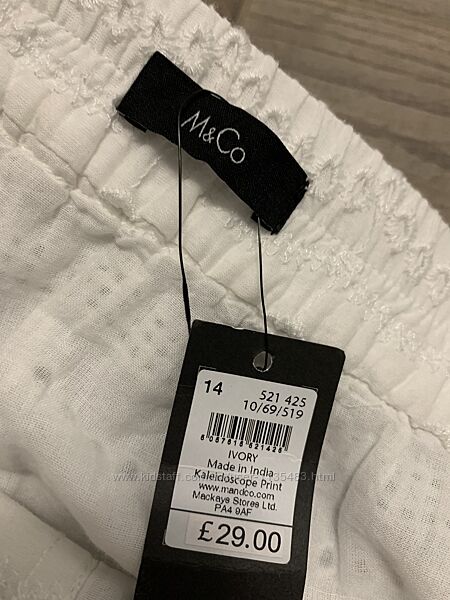 M&Co
14
521 425
10/69/519
IVORY
Made in India
Kaleidoscope Print
www.mandco.com
Mackays Stores Ltd.
PA4 9AF
£29.00